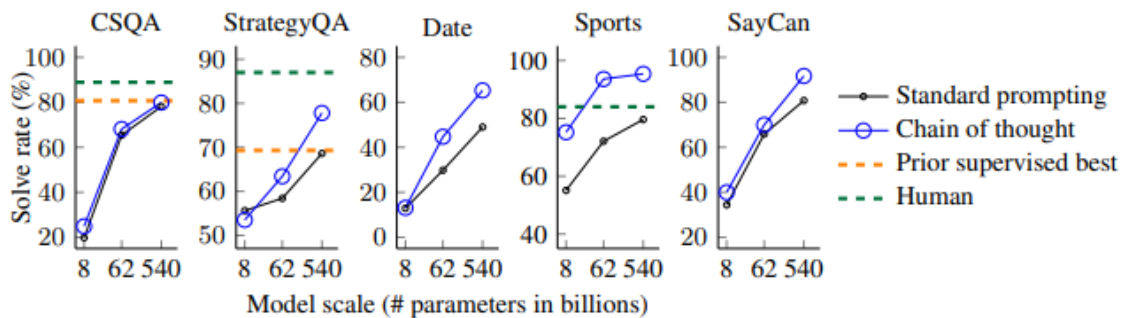 CSQA StrategyQA Date Sports SayCan
Solve rate (%)
100
80
60
40
20
8 62 540
90
80
70
60
50
8 62 540
80
60
40
20
0
8 62 540
100
80
60
40
8 62 540
100
80
60
40
20
8 62 540
Standard prompting
Chain of thought
Prior supervised best
Human
Model scale (# parameters in billions)